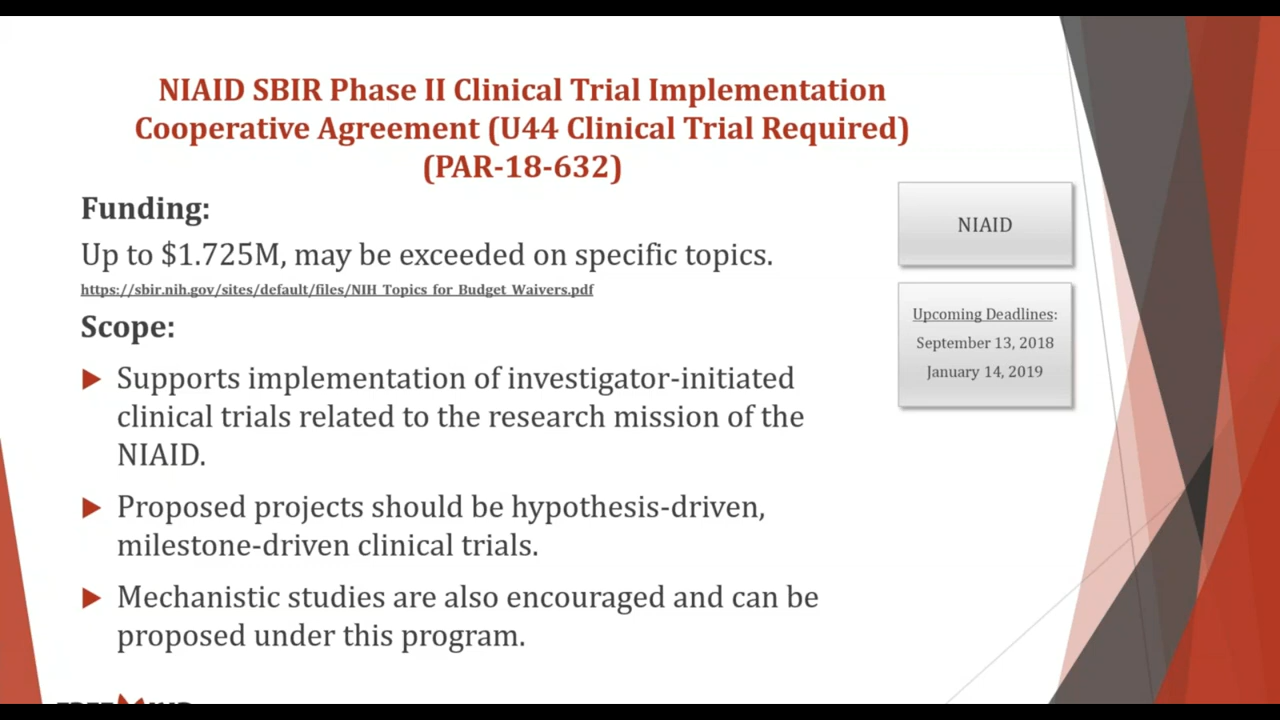 NIAID SBIR Phase II Clinical Trial Implementation
Cooperative Agreement (U44 Clinical Trial Required)
(PAR-18-632)
Funding:
Up to $1.725M, may be exceeded on specific topics.
https://sbir.nih.gov/sites/default/files/NIH_Topics_for_Budget_Waivers.pdf
Scope:
Supports implementation of investigator-initiated
clinical trials related to the research mission of the
NIAID.
Proposed projects should be hypothesis-driven,
milestone-driven clinical trials.
Mechanistic studies are also encouraged and can be
proposed under this program.
NIAID
Upcoming Deadlines:
September 13, 2018
January 14, 2019